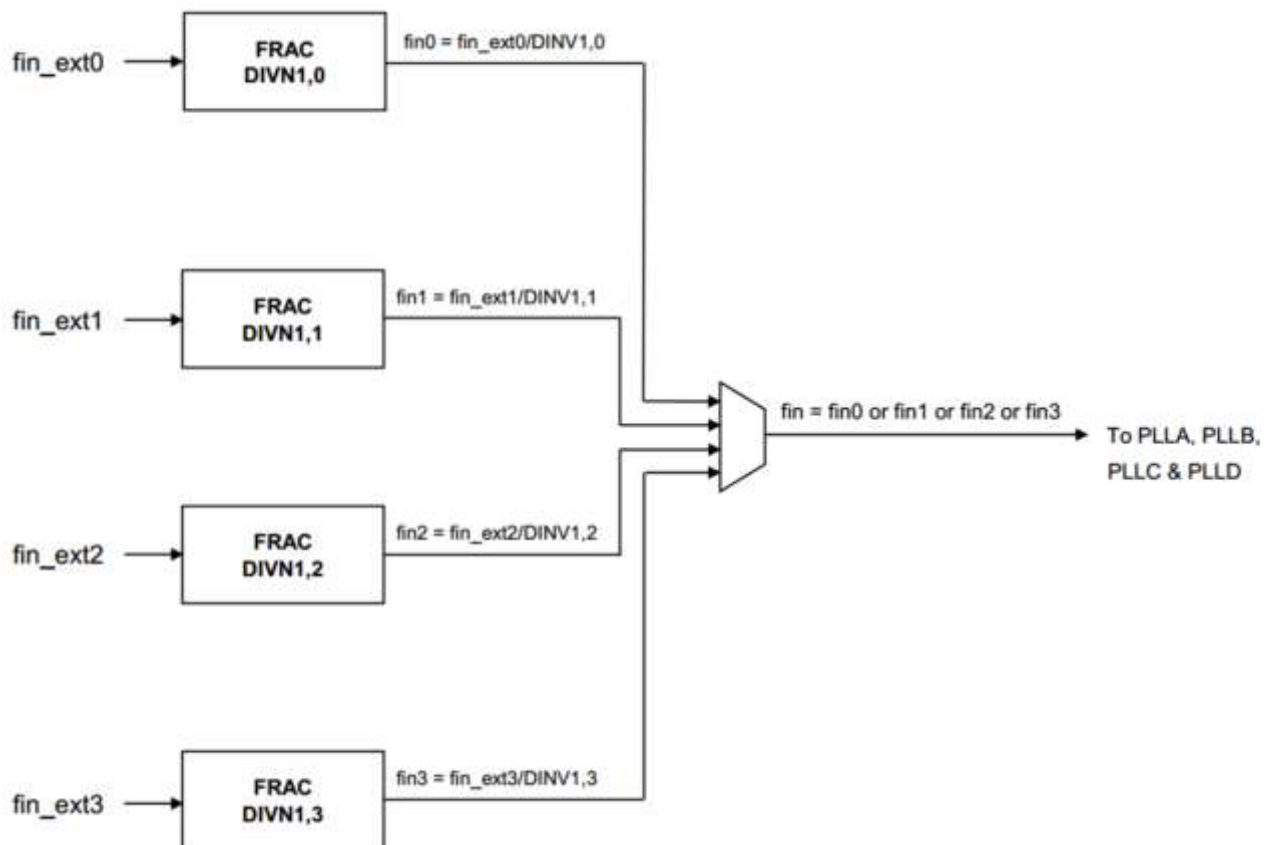 fin_ext0
FRAC
DIVN1,0
fin0 = fin_ext0/DINV1,0
fin_ext1
FRAC
DIVN1,1
fin1 = fin_ext1/DINV1,1
fin = fin0 or fin1 or fin2 or fin3
To PLLA, PLLB,
PLLC & PLLD
fin_ext2
FRAC
DIVN1,2
fin2 = fin_ext2/DINV1,2
fin_ext3
FRAC
DIVN1,3
fin3 = fin_ext3/DINV1,3